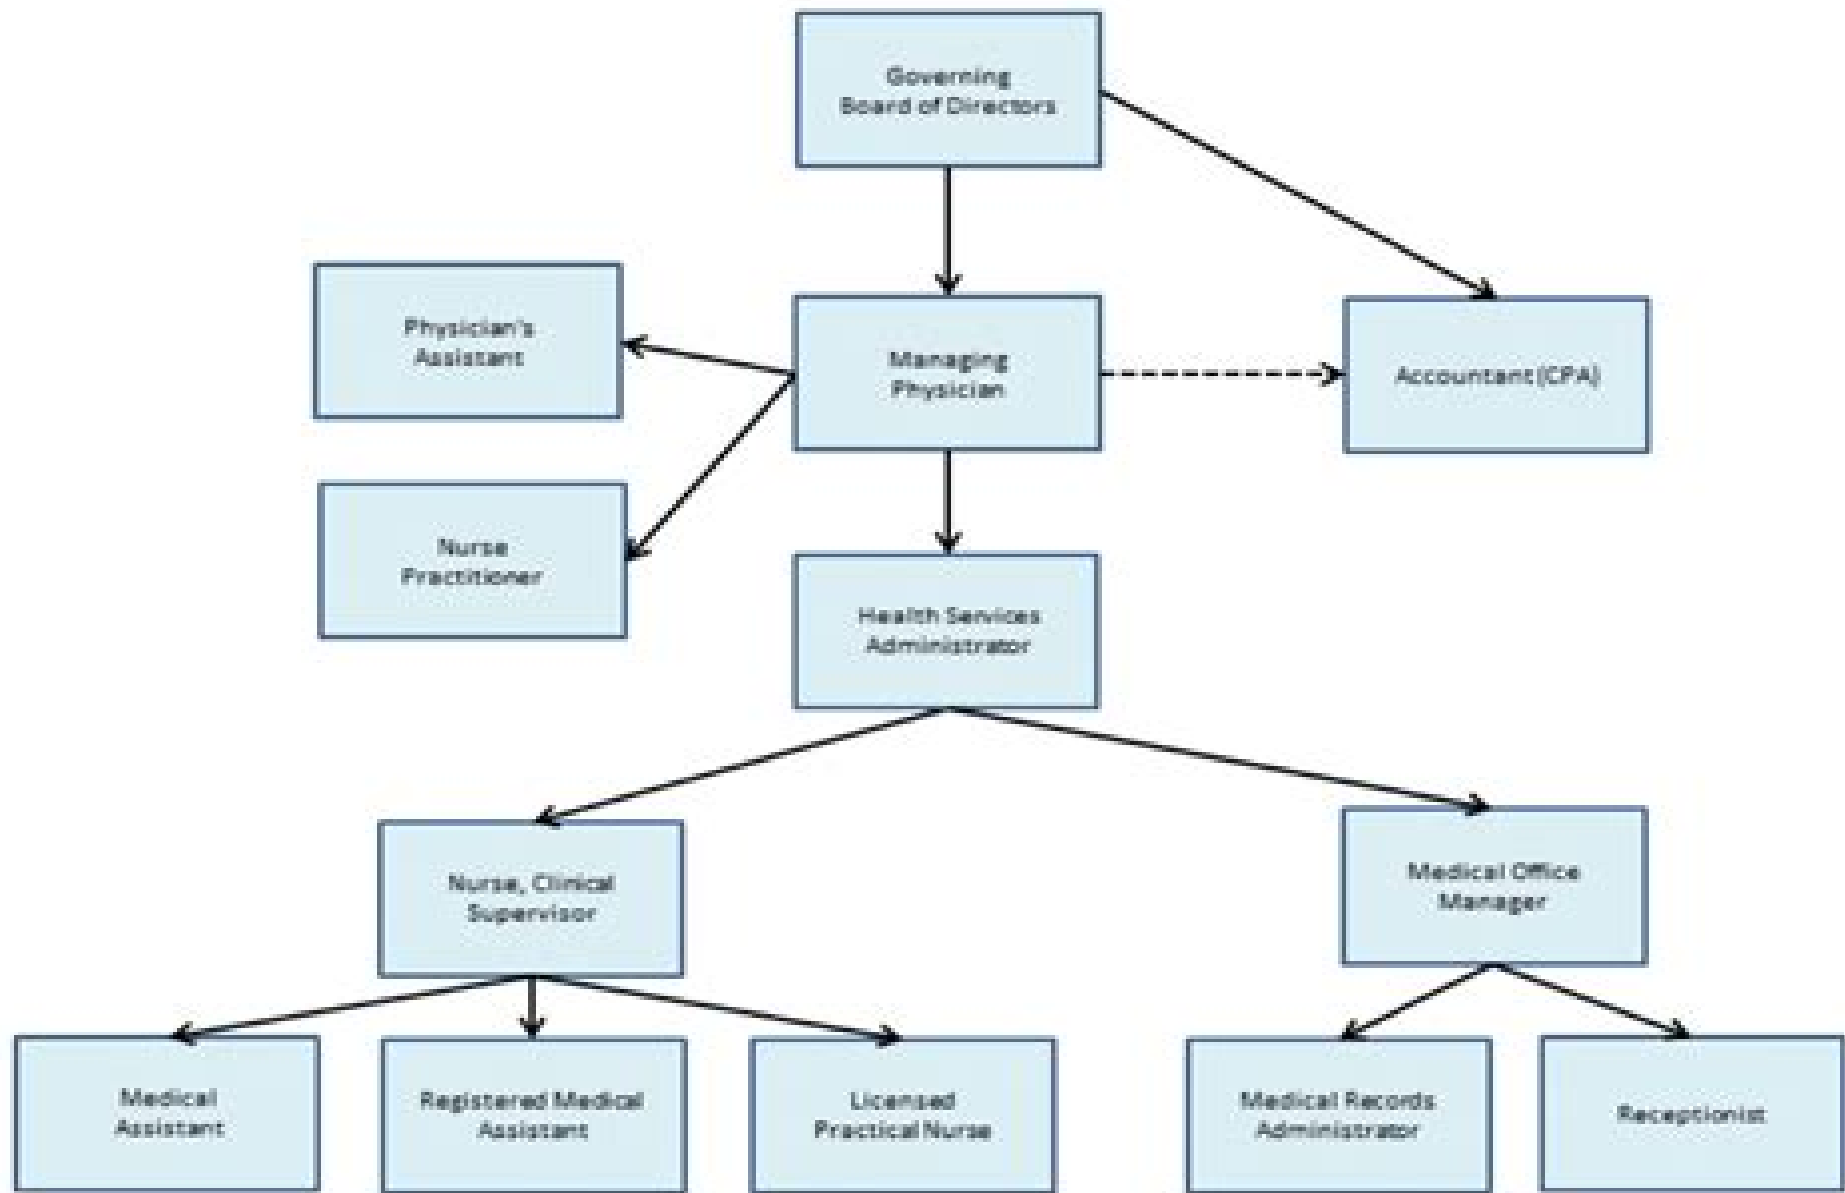 Governing
Board of Directors
Physician's
Assistant
Managing
Physician
Accountant (CPA)
Nurse
Practitioner
Health Services
Administrator
Nurse, Clinical
Supervisor
Medical Office
Manager
Medical
Assistant
Registered Medical
Assistant
Licensed
Practical Nurse
Medical Records
Administrator
Receptionist